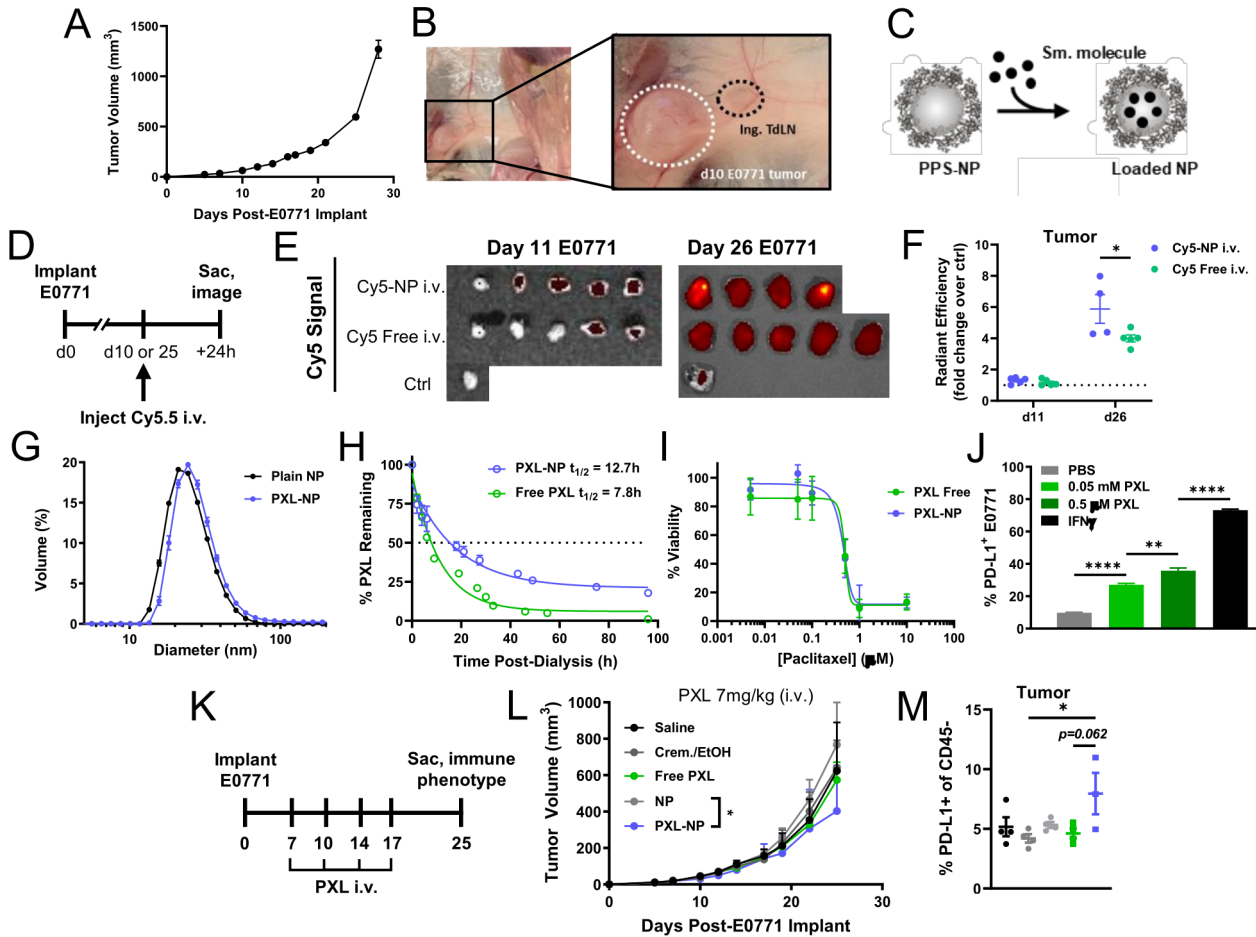 A
Tumor Volume (mm³)
1500
1000
500
0
0 10 20 30
Days Post-E0771 Implant
B
Ing. TdLN
d10 E0771 tumor
C
Sm. molecule
PPS-NP
Loaded NP
D
Implant
E0771
Sac,
image
d0
d10 or 25
+24h
Inject Cy5.5 i.v.
E
Day 11 E0771
Day 26 E0771
Cy5 Signal
Cy5-NP i.v.
Cy5 Free i.v.
Ctrl
F
Tumor
Cy5-NP i.v.
Cy5 Free i.v.
Radiant Efficiency
(fold change over ctrl)
10
8
6
4
2
0
*
d11 d26
G
Volume (%)
20
15
10
5
0
Plain NP
PXL-NP
10 100
Diameter (nm)
H
% PXL Remaining
100
75
50
25
0
PXL-NP t1/2 = 12.7h
Free PXL t1/2 = 7.8h
0 20 40 60 80 100
Time Post-Dialysis (h)
I
% Viability
100
80
60
40
20
0
PXL Free
PXL-NP
0.001 0.01 0.1 1 10 100
[Paclitaxel] (μM)
J
% PD-L1⁺ E0771
100
80
60
40
20
0
PBS
0.05 mM PXL
0.5 μM PXL
IFNγ
****
**
****
K
Implant
E0771
Sac, immune
phenotype
0 7 10 14 17 25
PXL i.v.
L
PXL 7mg/kg (i.v.)
Tumor Volume (mm³)
1000
800
600
400
200
0
Saline
Crem./EtOH
Free PXL
NP
PXL-NP
*
0 10 20 30
Days Post-E0771 Implant
M
Tumor
% PD-L1+ of CD45-
15
10
5
0
*
p=0.062